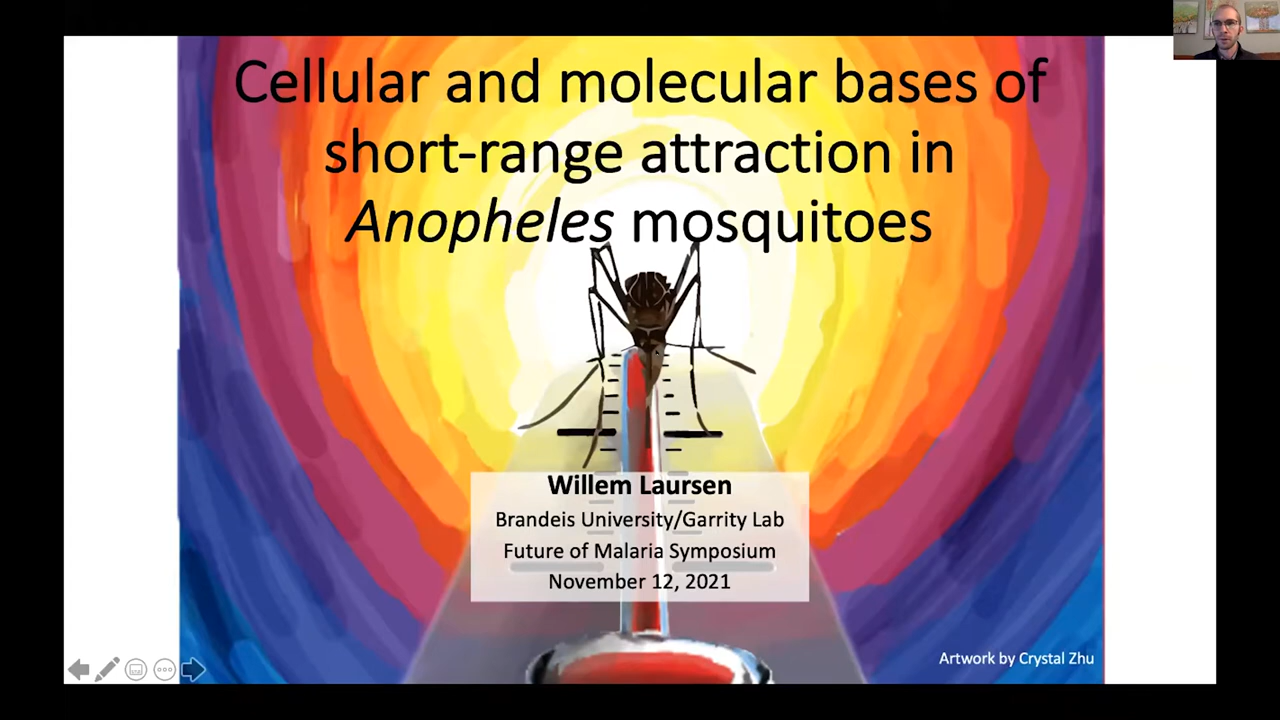 Cellular and molecular bases of
short-range attraction in
Anopheles mosquitoes
Willem Laursen
Brandeis University/Garrity Lab
Future of Malaria Symposium
November 12, 2021
Artwork by Crystal Zhu